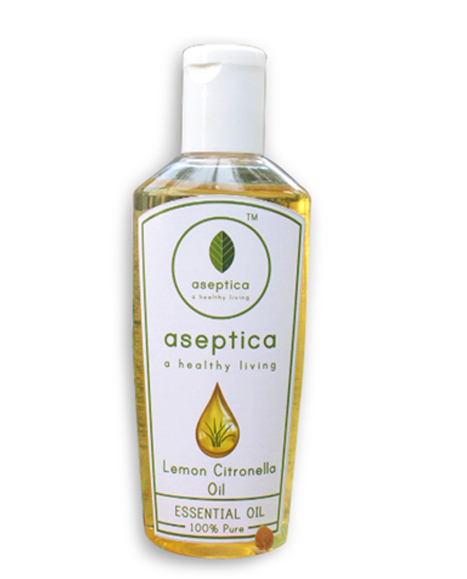 TM
aseptica
a healthy living
aseptica
a healthy living
Lemon Citronella
Oil
ESSENTIAL OIL
100% Pure